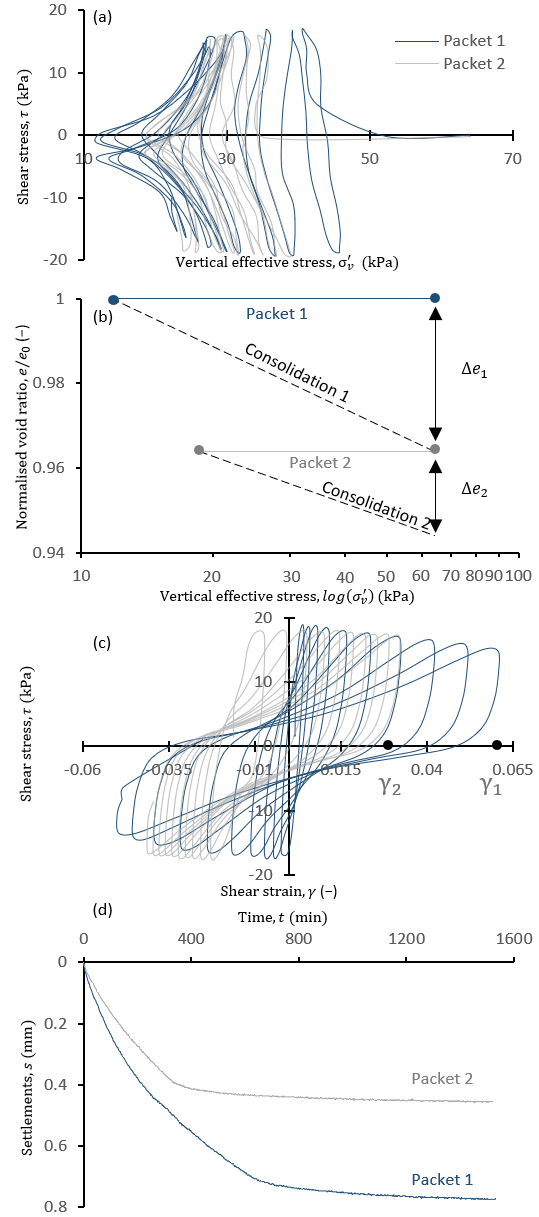 20
(a)
Packet 1
Packet 2
10
0
10
30
50
70
-10
-20
Shear stress, τ (kPa)
Vertical effective stress, σ′v (kPa)
1
(b)
Packet 1
Consolidation 1
Δe1
0.98
0.96
Packet 2
Consolidation 2
Δe2
0.94
10
20
30
40
50
60
70
80
90
100
Normalised void ratio, e/e0 (–)
Vertical effective stress, log(σ′v) (kPa)
20
(c)
10
0
-0.06
-0.035
-0.01
0.015
0.04
0.065
γ2
γ1
-10
-20
Shear stress, τ (kPa)
Shear strain, γ (–)
(d)
Time, t (min)
0
400
800
1200
1600
0
0.2
0.4
Packet 2
0.6
Packet 1
0.8
Settlements, s (mm)